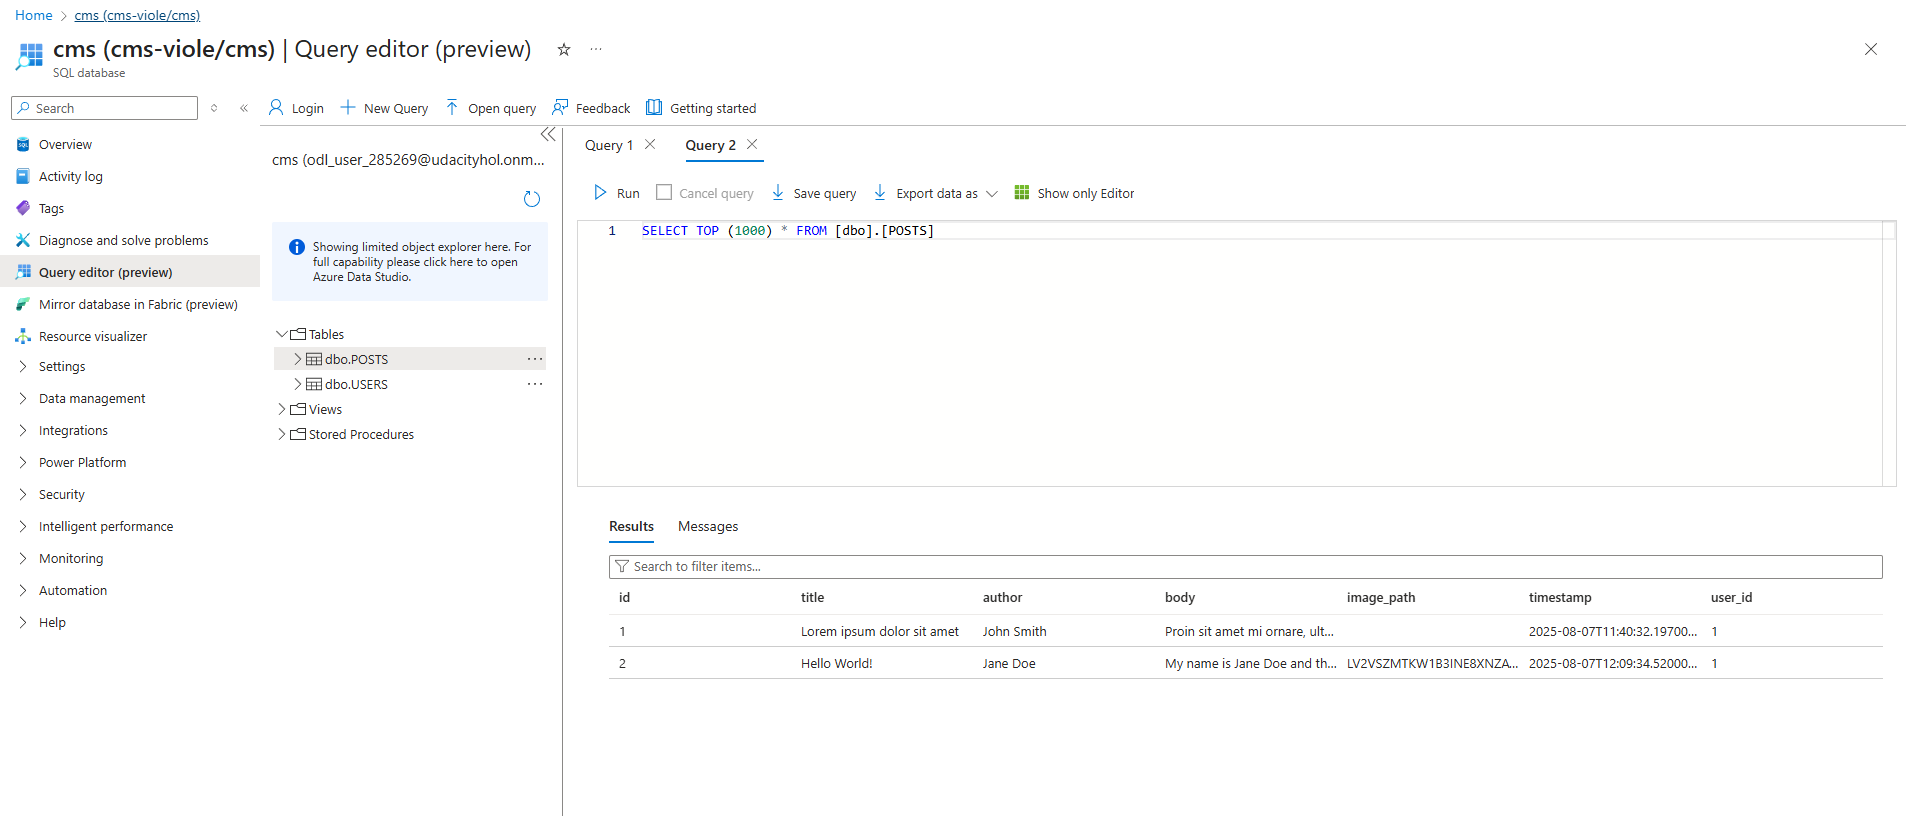 Home > cms (cms-viole/cms)
cms (cms-viole/cms) | Query editor (preview)
SQL database
Search
Login
New Query
Open query
Feedback
Getting started
Overview
Activity log
Tags
Diagnose and solve problems
Query editor (preview)
Mirror database in Fabric (preview)
Resource visualizer
Settings
Data management
Integrations
Power Platform
Security
Intelligent performance
Monitoring
Automation
Help
cms (odl_user_285269@udacityhol.onm...
Showing limited object explorer here. For
full capability please click here to open
Azure Data Studio.
Tables
dbo.POSTS
dbo.USERS
Views
Stored Procedures
Query 1
Query 2
Run
Cancel query
Save query
Export data as
Show only Editor
1 SELECT TOP (1000) * FROM [dbo].[POSTS]
Results Messages
Search to filter items...
id title author body image_path timestamp user_id
1 Lorem ipsum dolor sit amet John Smith Proin sit amet mi ornare, ult... 2025-08-07T11:40:32.19700... 1
2 Hello World! Jane Doe My name is Jane Doe and th... LV2VSZMTKW1B3INE8XNZA... 2025-08-07T12:09:34.52000... 1